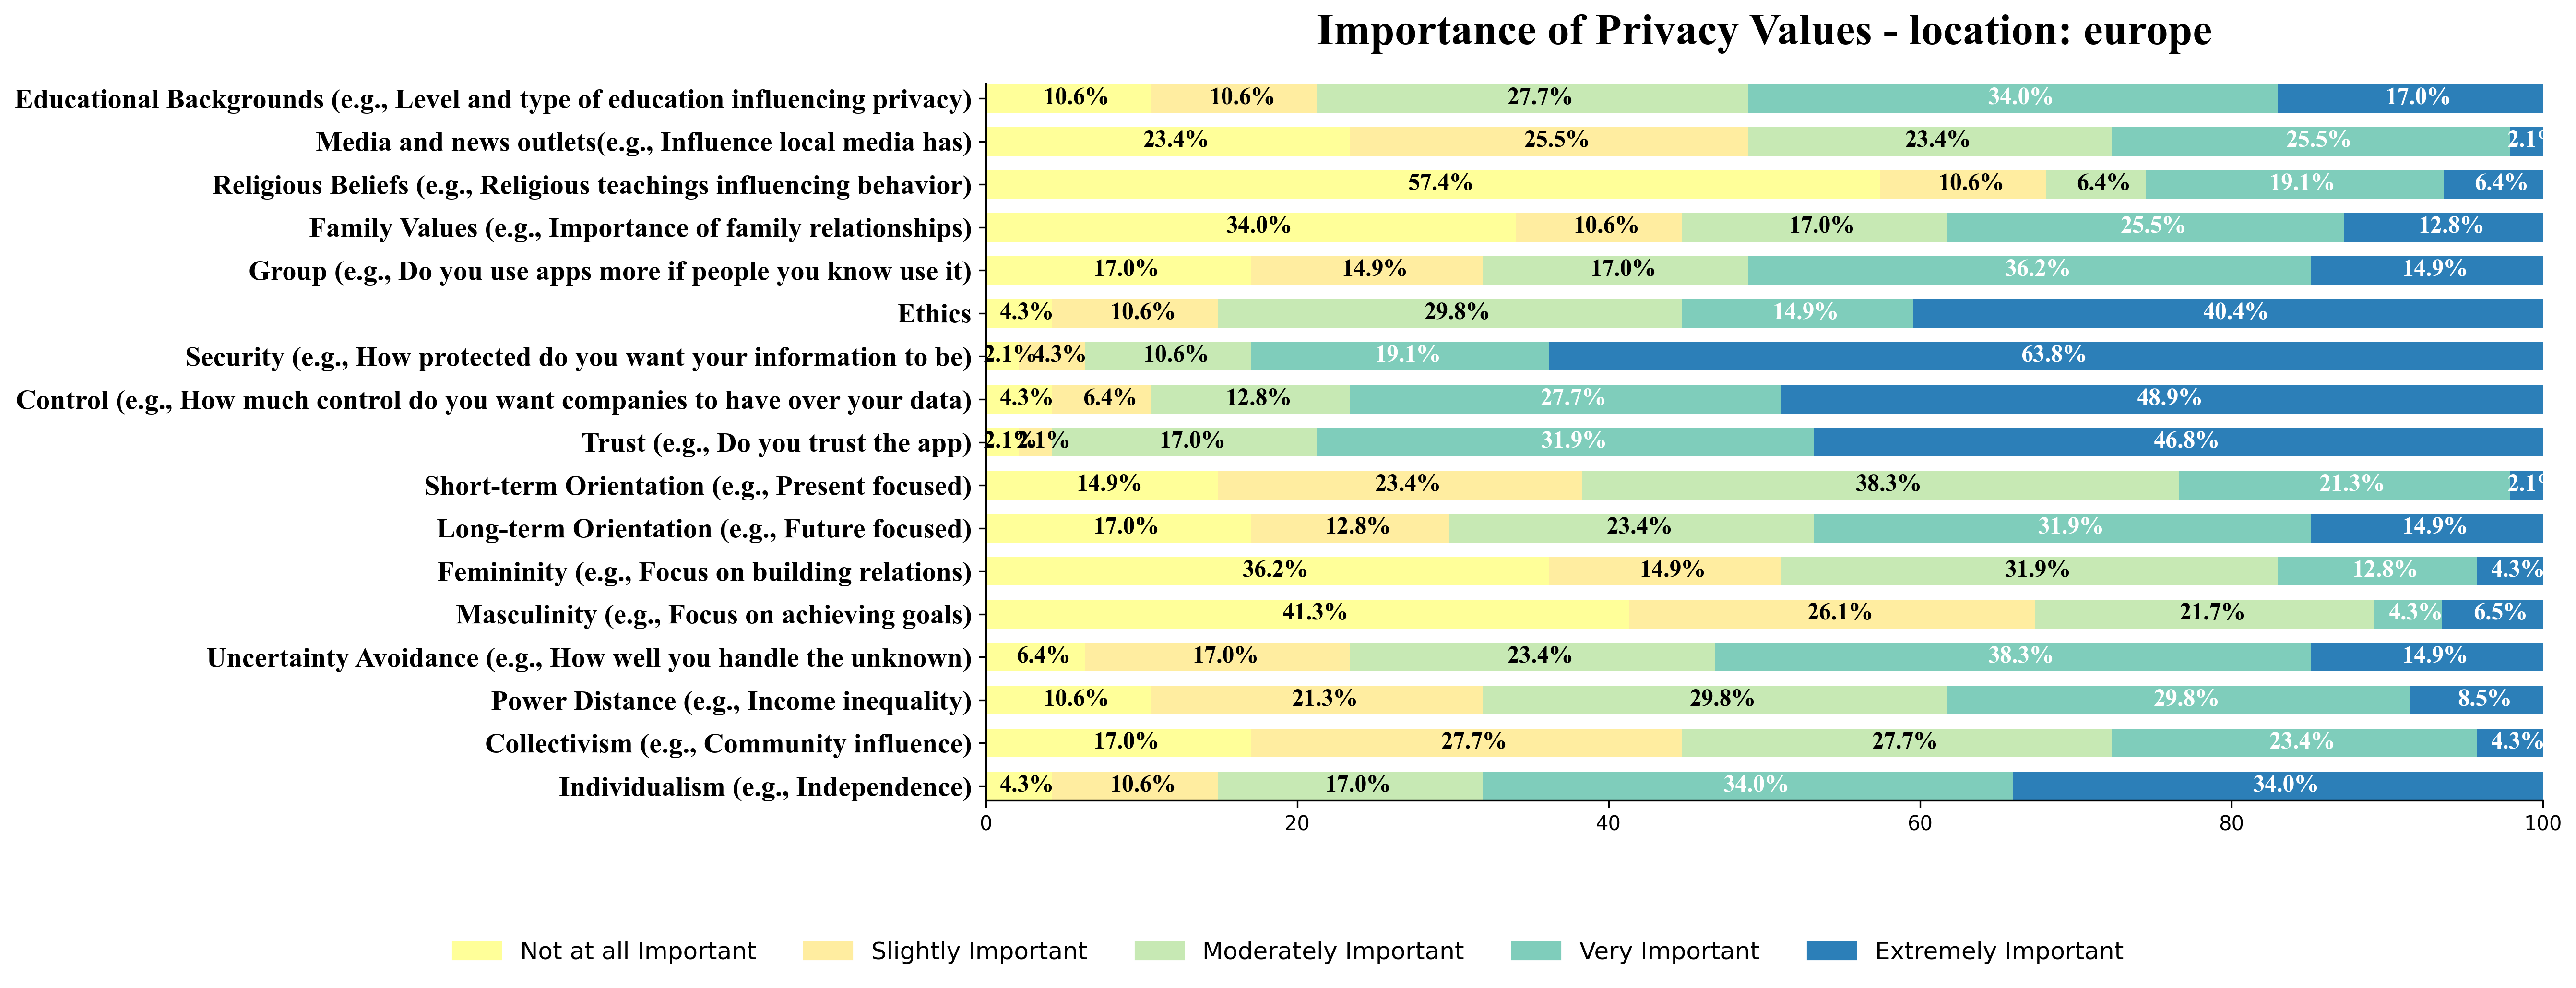 Importance of Privacy Values - location: europe
Educational Backgrounds (e.g., Level and type of education influencing privacy) 10.6% 10.6% 27.7% 34.0% 17.0%
Media and news outlets(e.g., Influence local media has) 23.4% 25.5% 23.4% 25.5% 2.1%
Religious Beliefs (e.g., Religious teachings influencing behavior) 57.4% 10.6% 6.4% 19.1% 6.4%
Family Values (e.g., Importance of family relationships) 34.0% 10.6% 17.0% 25.5% 12.8%
Group (e.g., Do you use apps more if people you know use it) 17.0% 14.9% 17.0% 36.2% 14.9%
Ethics 4.3% 10.6% 29.8% 14.9% 40.4%
Security (e.g., How protected do you want your information to be) 2.1% 4.3% 10.6% 19.1% 63.8%
Control (e.g., How much control do you want companies to have over your data) 4.3% 6.4% 12.8% 27.7% 48.9%
Trust (e.g., Do you trust the app) 2.1% 2.1% 17.0% 31.9% 46.8%
Short-term Orientation (e.g., Present focused) 14.9% 23.4% 38.3% 21.3% 2.1%
Long-term Orientation (e.g., Future focused) 17.0% 12.8% 23.4% 31.9% 14.9%
Femininity (e.g., Focus on building relations) 36.2% 14.9% 31.9% 12.8% 4.3%
Masculinity (e.g., Focus on achieving goals) 41.3% 26.1% 21.7% 4.3% 6.5%
Uncertainty Avoidance (e.g., How well you handle the unknown) 6.4% 17.0% 23.4% 38.3% 14.9%
Power Distance (e.g., Income inequality) 10.6% 21.3% 29.8% 29.8% 8.5%
Collectivism (e.g., Community influence) 17.0% 27.7% 27.7% 23.4% 4.3%
Individualism (e.g., Independence) 4.3% 10.6% 17.0% 34.0% 34.0%
0 20 40 60 80 100
Not at all Important Slightly Important Moderately Important Very Important Extremely Important